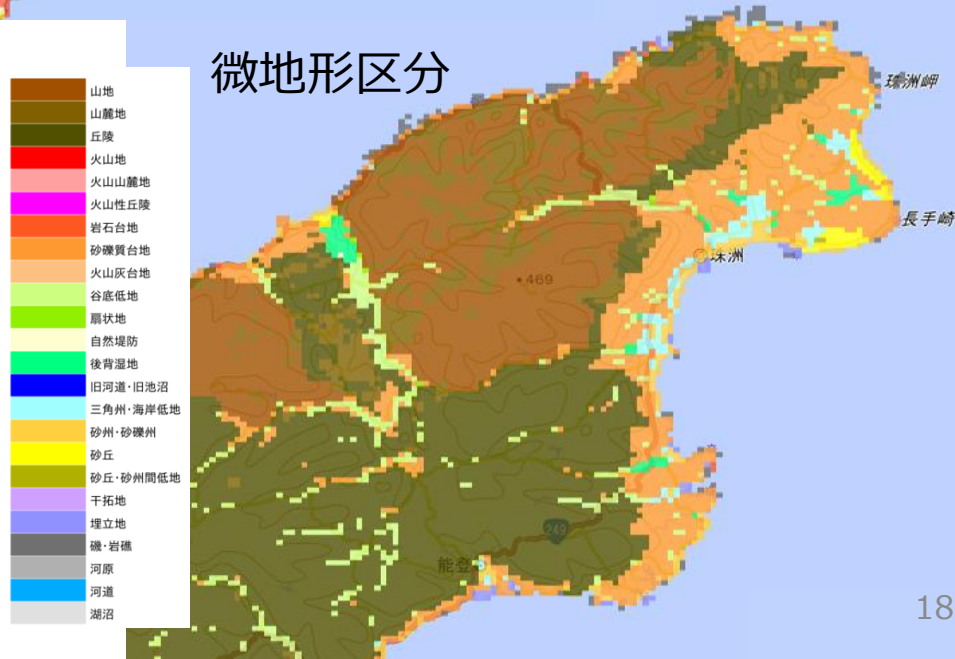 微地形区分
山地
山麓地
丘陵
火山地
火山山麓地
火山性丘陵
岩石台地
砂礫質台地
火山灰台地
谷底低地
扇状地
自然堤防
後背湿地
旧河道・旧池沼
三角州・海岸低地
砂州・砂礫州
砂丘
砂丘・砂州間低地
干拓地
埋立地
磯・岩礁
河原
河道
湖沼
珠洲岬
長手崎
珠洲
469
249
能登
18